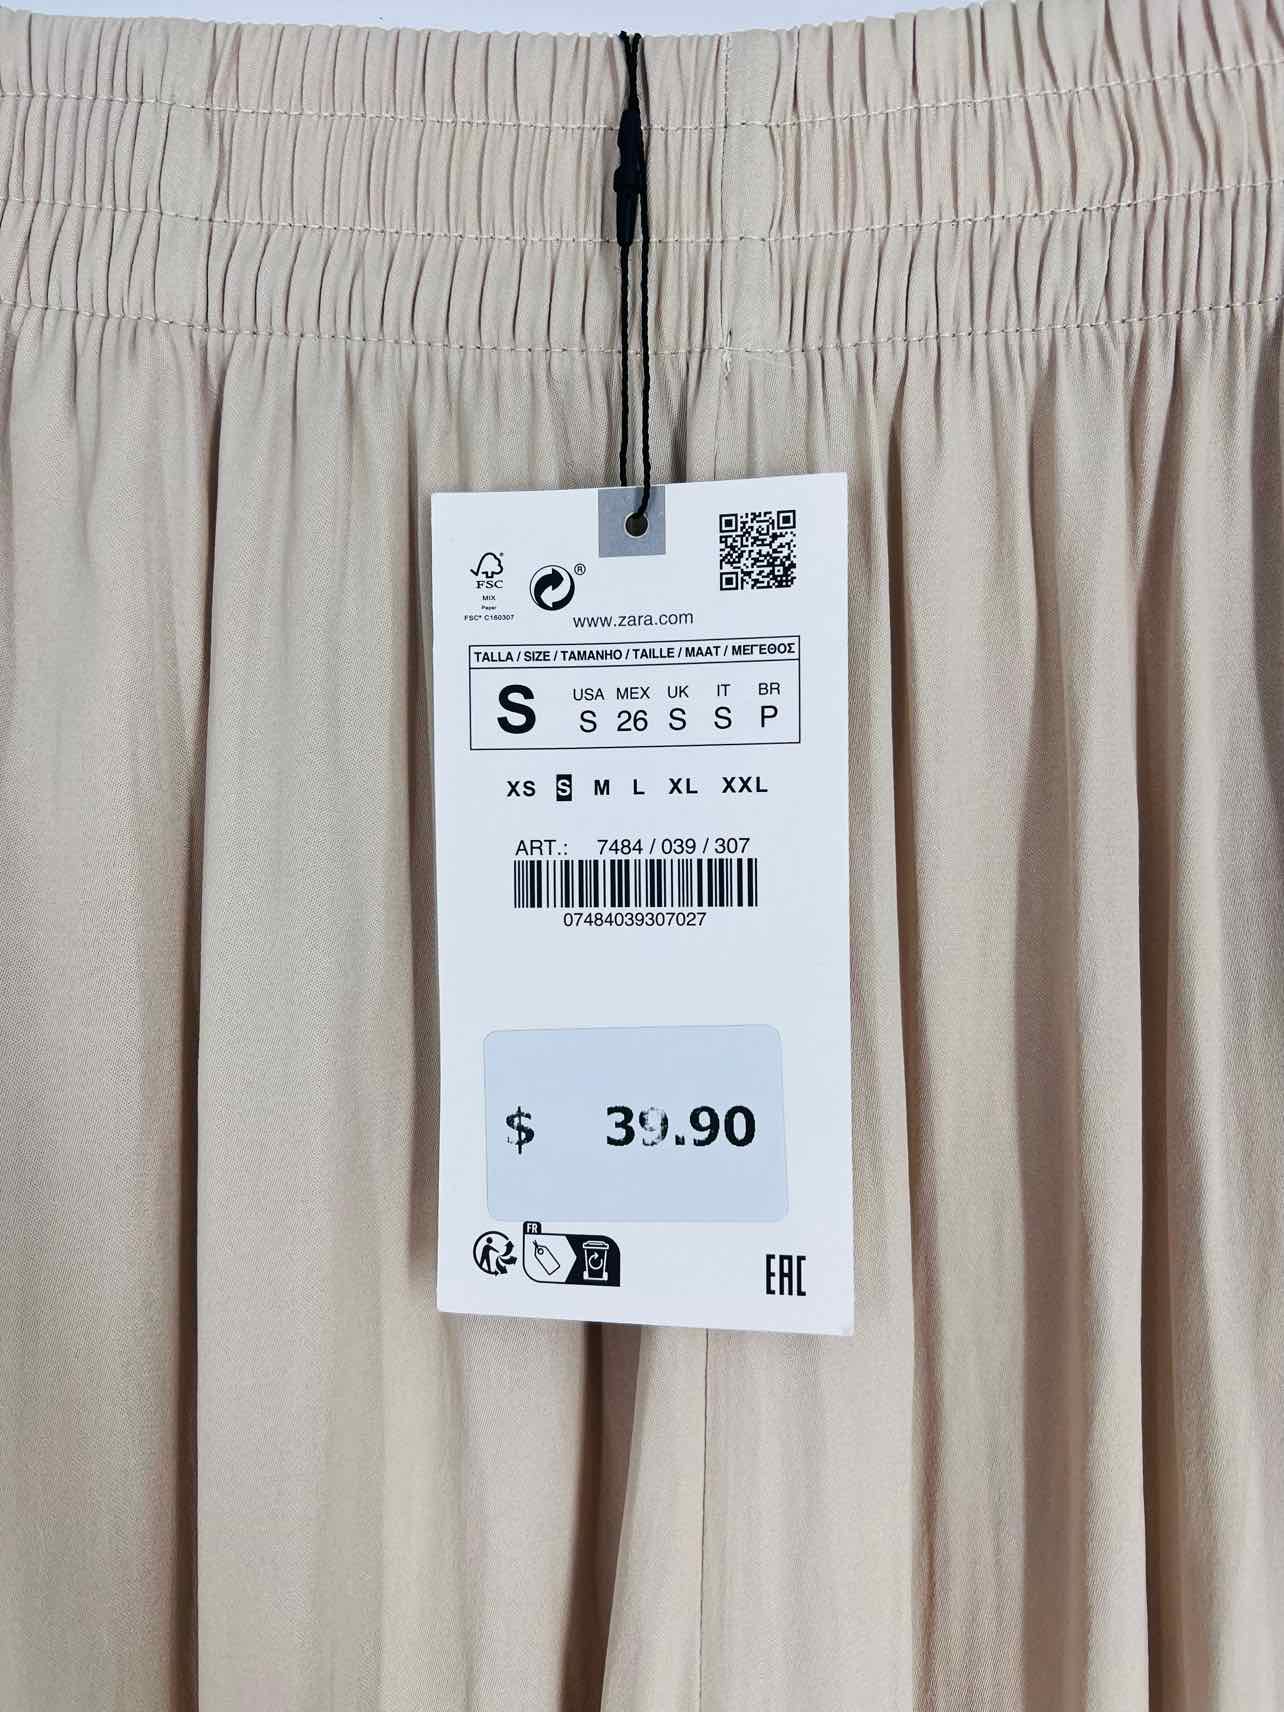 FSC®
MIX
Paper
FSC® C160307
®
www.zara.com
TALLA / SIZE / TAMANHO / TAILLE / MAAT / ΜΕΓΕΘΟΣ
S
USA MEX UK IT BR
S 26 S S P
XS S M L XL XXL
ART.: 7484 / 039 / 307
07484039307027
$ 39.90
FR
EAC